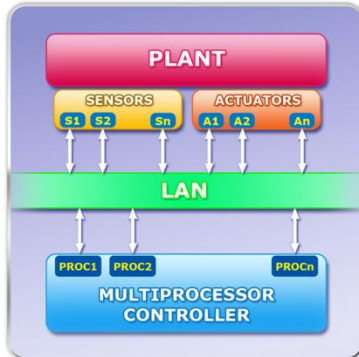 PLANT
SENSORS ACTUATORS
S1 S2 Sn A1 A2 An
LAN
PROC1 PROC2 PROCn
MULTIPROCESSOR
CONTROLLER